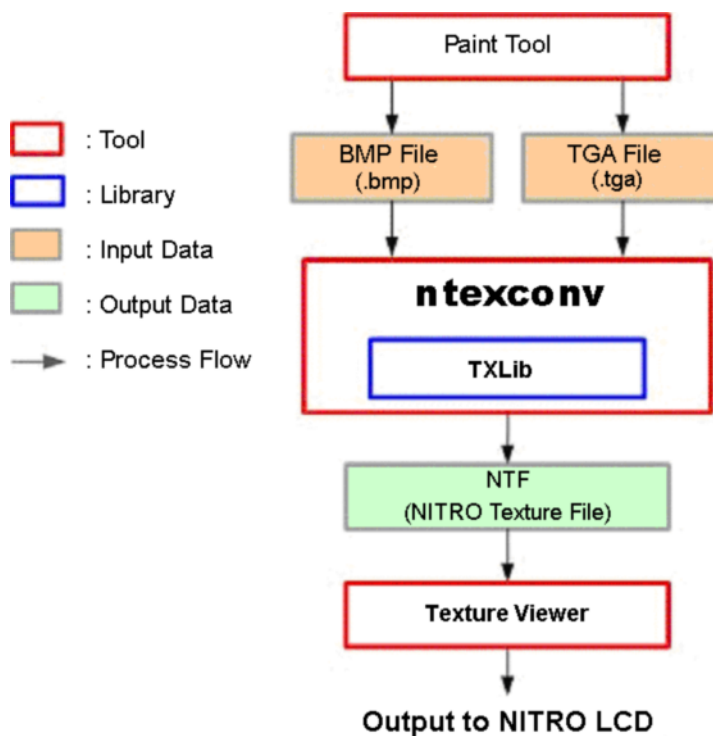 Paint Tool
: Tool
: Library
: Input Data
: Output Data
: Process Flow
BMP File
(.bmp)
TGA File
(.tga)
ntexconv
TXLib
NTF
(NITRO Texture File)
Texture Viewer
Output to NITRO LCD